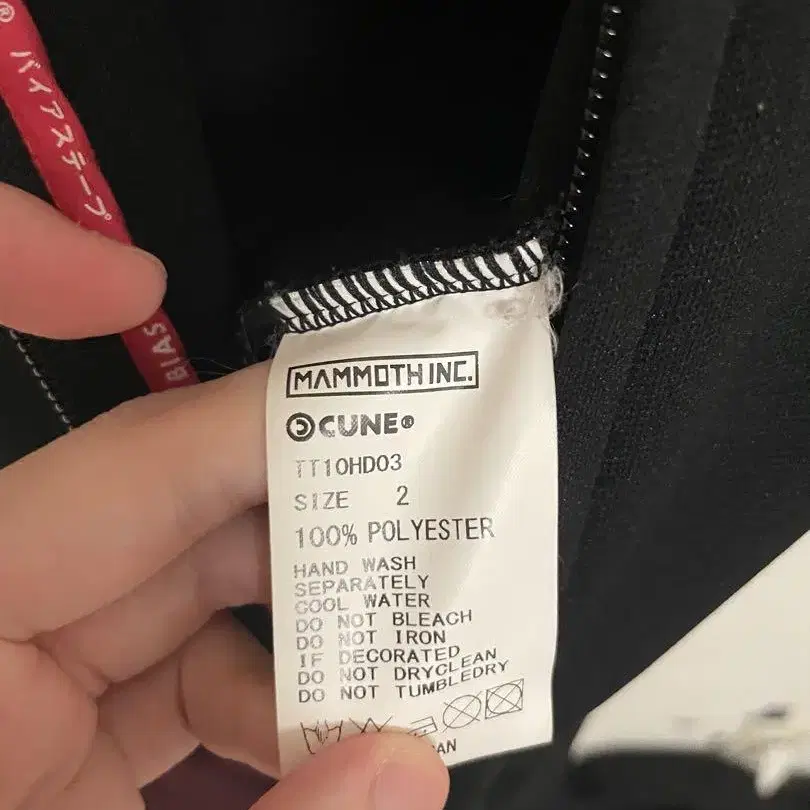 ® バイアステープ
BIAS
MAMMOTH INC.
CUNE®
TT10HD03
SIZE 2
100% POLYESTER
HAND WASH
SEPARATELY
COOL WATER
DO NOT BLEACH
DO NOT IRON
IF DECORATED
DO NOT DRYCLEAN
DO NOT TUMBLEDRY